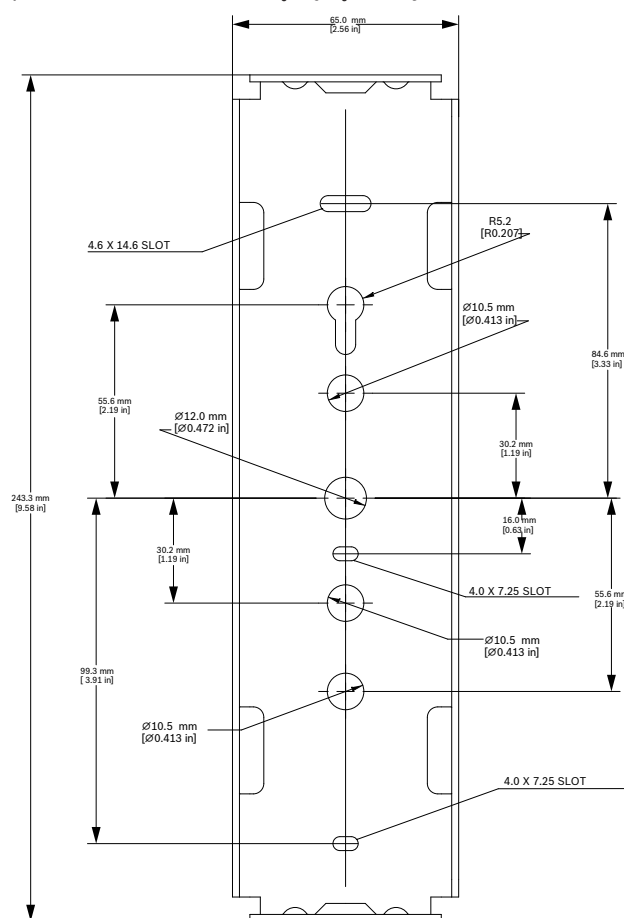 65.0 mm
[2.56 in]
4.6 X 14.6 SLOT
R5.2
[R0.207]
Ø10.5 mm
[Ø0.413 in]
84.6 mm
[3.33 in]
55.6 mm
[2.19 in]
Ø12.0 mm
[Ø0.472 in]
30.2 mm
[1.19 in]
243.3 mm
[9.58 in]
16.0 mm
[0.63 in]
30.2 mm
[1.19 in]
4.0 X 7.25 SLOT
55.6 mm
[2.19 in]
Ø10.5 mm
[Ø0.413 in]
99.3 mm
[ 3.91 in]
Ø10.5 mm
[Ø0.413 in]
4.0 X 7.25 SLOT